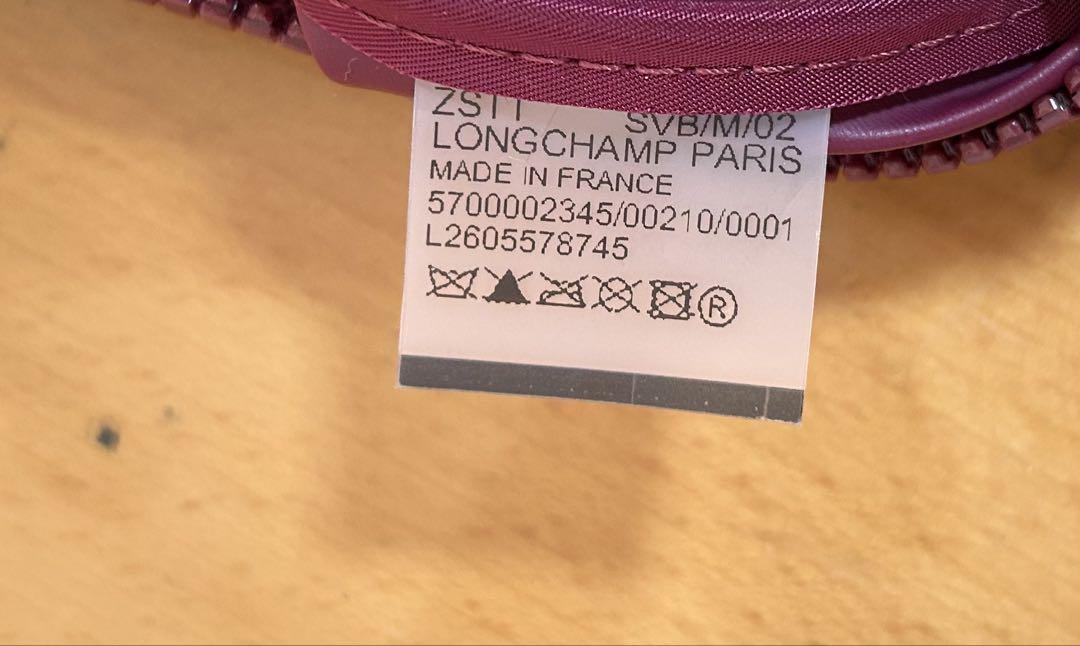 ZST1 SVB/M/02
LONGCHAMP PARIS
MADE IN FRANCE
5700002345/00210/0001
L2605578745
R